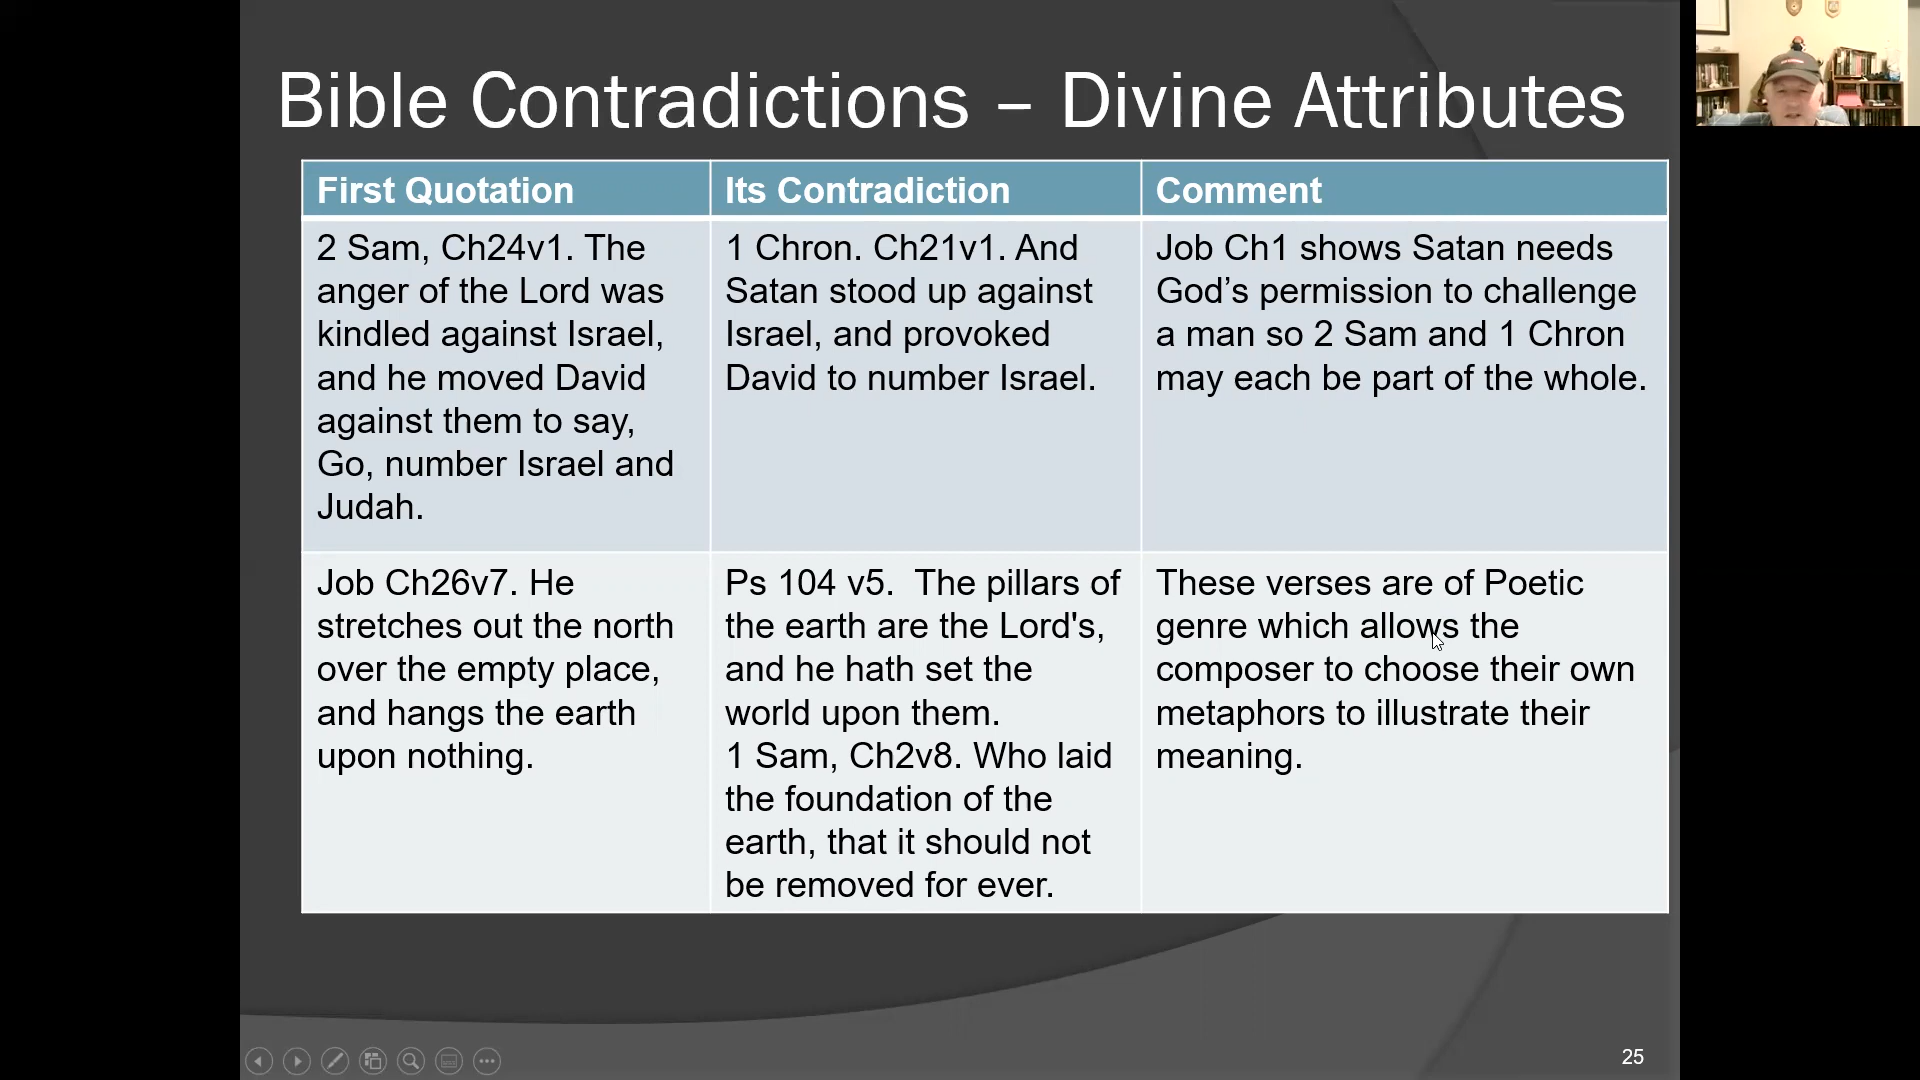 Bible Contradictions – Divine Attributes
First Quotation
Its Contradiction
Comment
2 Sam, Ch24v1. The
anger of the Lord was
kindled against Israel,
and he moved David
against them to say,
Go, number Israel and
Judah.
1 Chron. Ch21v1. And
Satan stood up against
Israel, and provoked
David to number Israel.
Job Ch1 shows Satan needs
God’s permission to challenge
a man so 2 Sam and 1 Chron
may each be part of the whole.
Job Ch26v7. He
stretches out the north
over the empty place,
and hangs the earth
upon nothing.
Ps 104 v5.  The pillars of
the earth are the Lord's,
and he hath set the
world upon them.
1 Sam, Ch2v8. Who laid
the foundation of the
earth, that it should not
be removed for ever.
These verses are of Poetic
genre which allows the
composer to choose their own
metaphors to illustrate their
meaning.
25